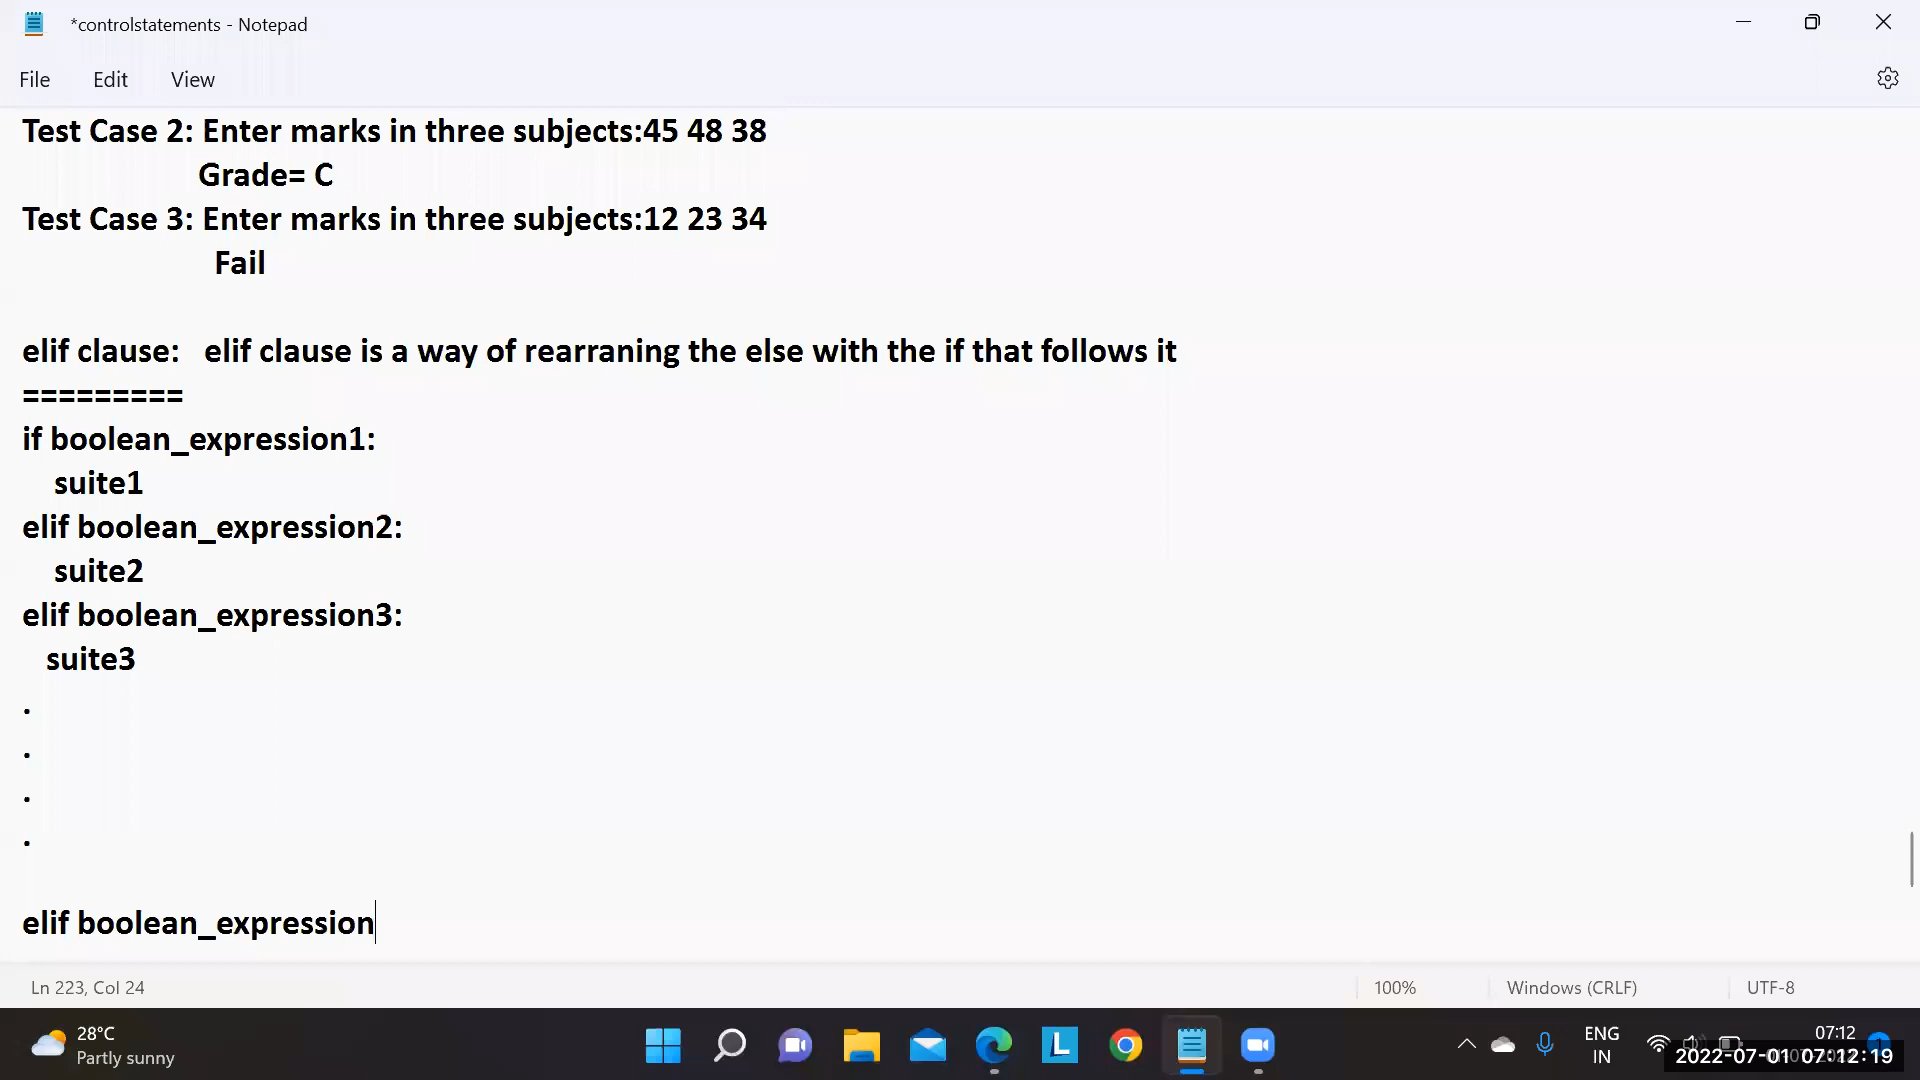 *controlstatements - Notepad
File Edit View
Test Case 2: Enter marks in three subjects:45 48 38
Grade= C
Test Case 3: Enter marks in three subjects:12 23 34
Fail
elif clause: elif clause is a way of rearraning the else with the if that follows it
=========
if boolean_expression1:
suite1
elif boolean_expression2:
suite2
elif boolean_expression3:
suite3
.
.
.
.
elif boolean_expression
Ln 223, Col 24 100% Windows (CRLF) UTF-8
28°C
Partly sunny
L
ENG
IN
07:12
1
2022-07-01 07:12:19